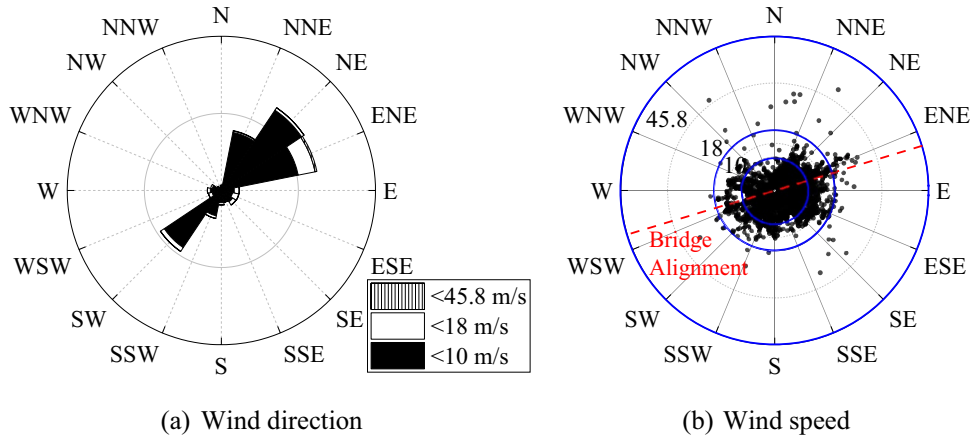 N
NNE
NE
ENE
E
ESE
SE
SSE
S
SSW
SW
WSW
W
WNW
NW
NNW
<45.8 m/s
<18 m/s
<10 m/s
(a) Wind direction
N
NNE
NE
ENE
E
ESE
SE
SSE
S
SSW
SW
WSW
W
WNW
NW
NNW
45.8
18
10
Bridge
Alignment
(b) Wind speed